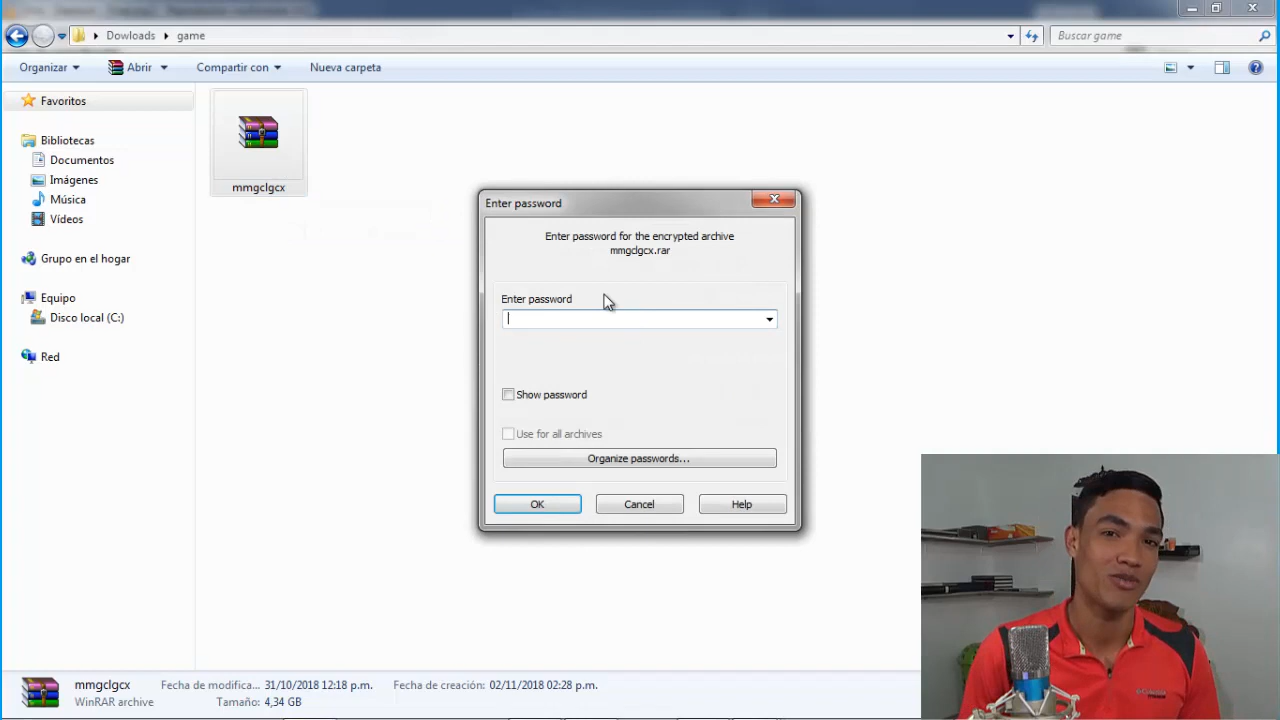 Dowloads
game
Buscar game
Organizar
Abrir
Compartir con
Nueva carpeta
Favoritos
Bibliotecas
Documentos
Imágenes
Música
Vídeos
Grupo en el hogar
Equipo
Disco local (C:)
Red
mmgclgcx
Enter password
Enter password for the encrypted archive
mmgclgcx.rar
Enter password
Show password
Use for all archives
Organize passwords...
OK
Cancel
Help
mmgclgcx
Fecha de modifica... 31/10/2018 12:18 p.m.
Fecha de creación: 02/11/2018 02:28 p.m.
WinRAR archive
Tamaño: 4,34 GB
Columbia